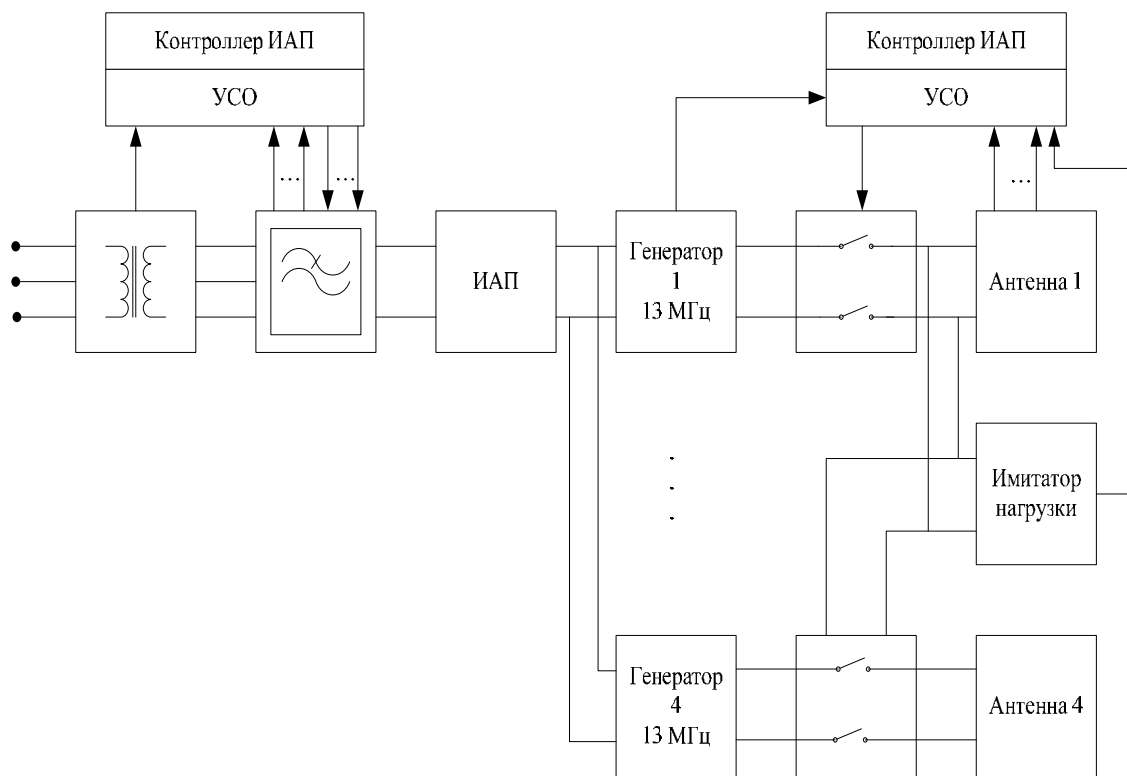 Контроллер ИАП
УСО
Контроллер ИАП
УСО
...
...
...
ИАП
Генератор
1
13 МГц
Антенна 1
Имитатор
нагрузки
Генератор
4
13 МГц
Антенна 4